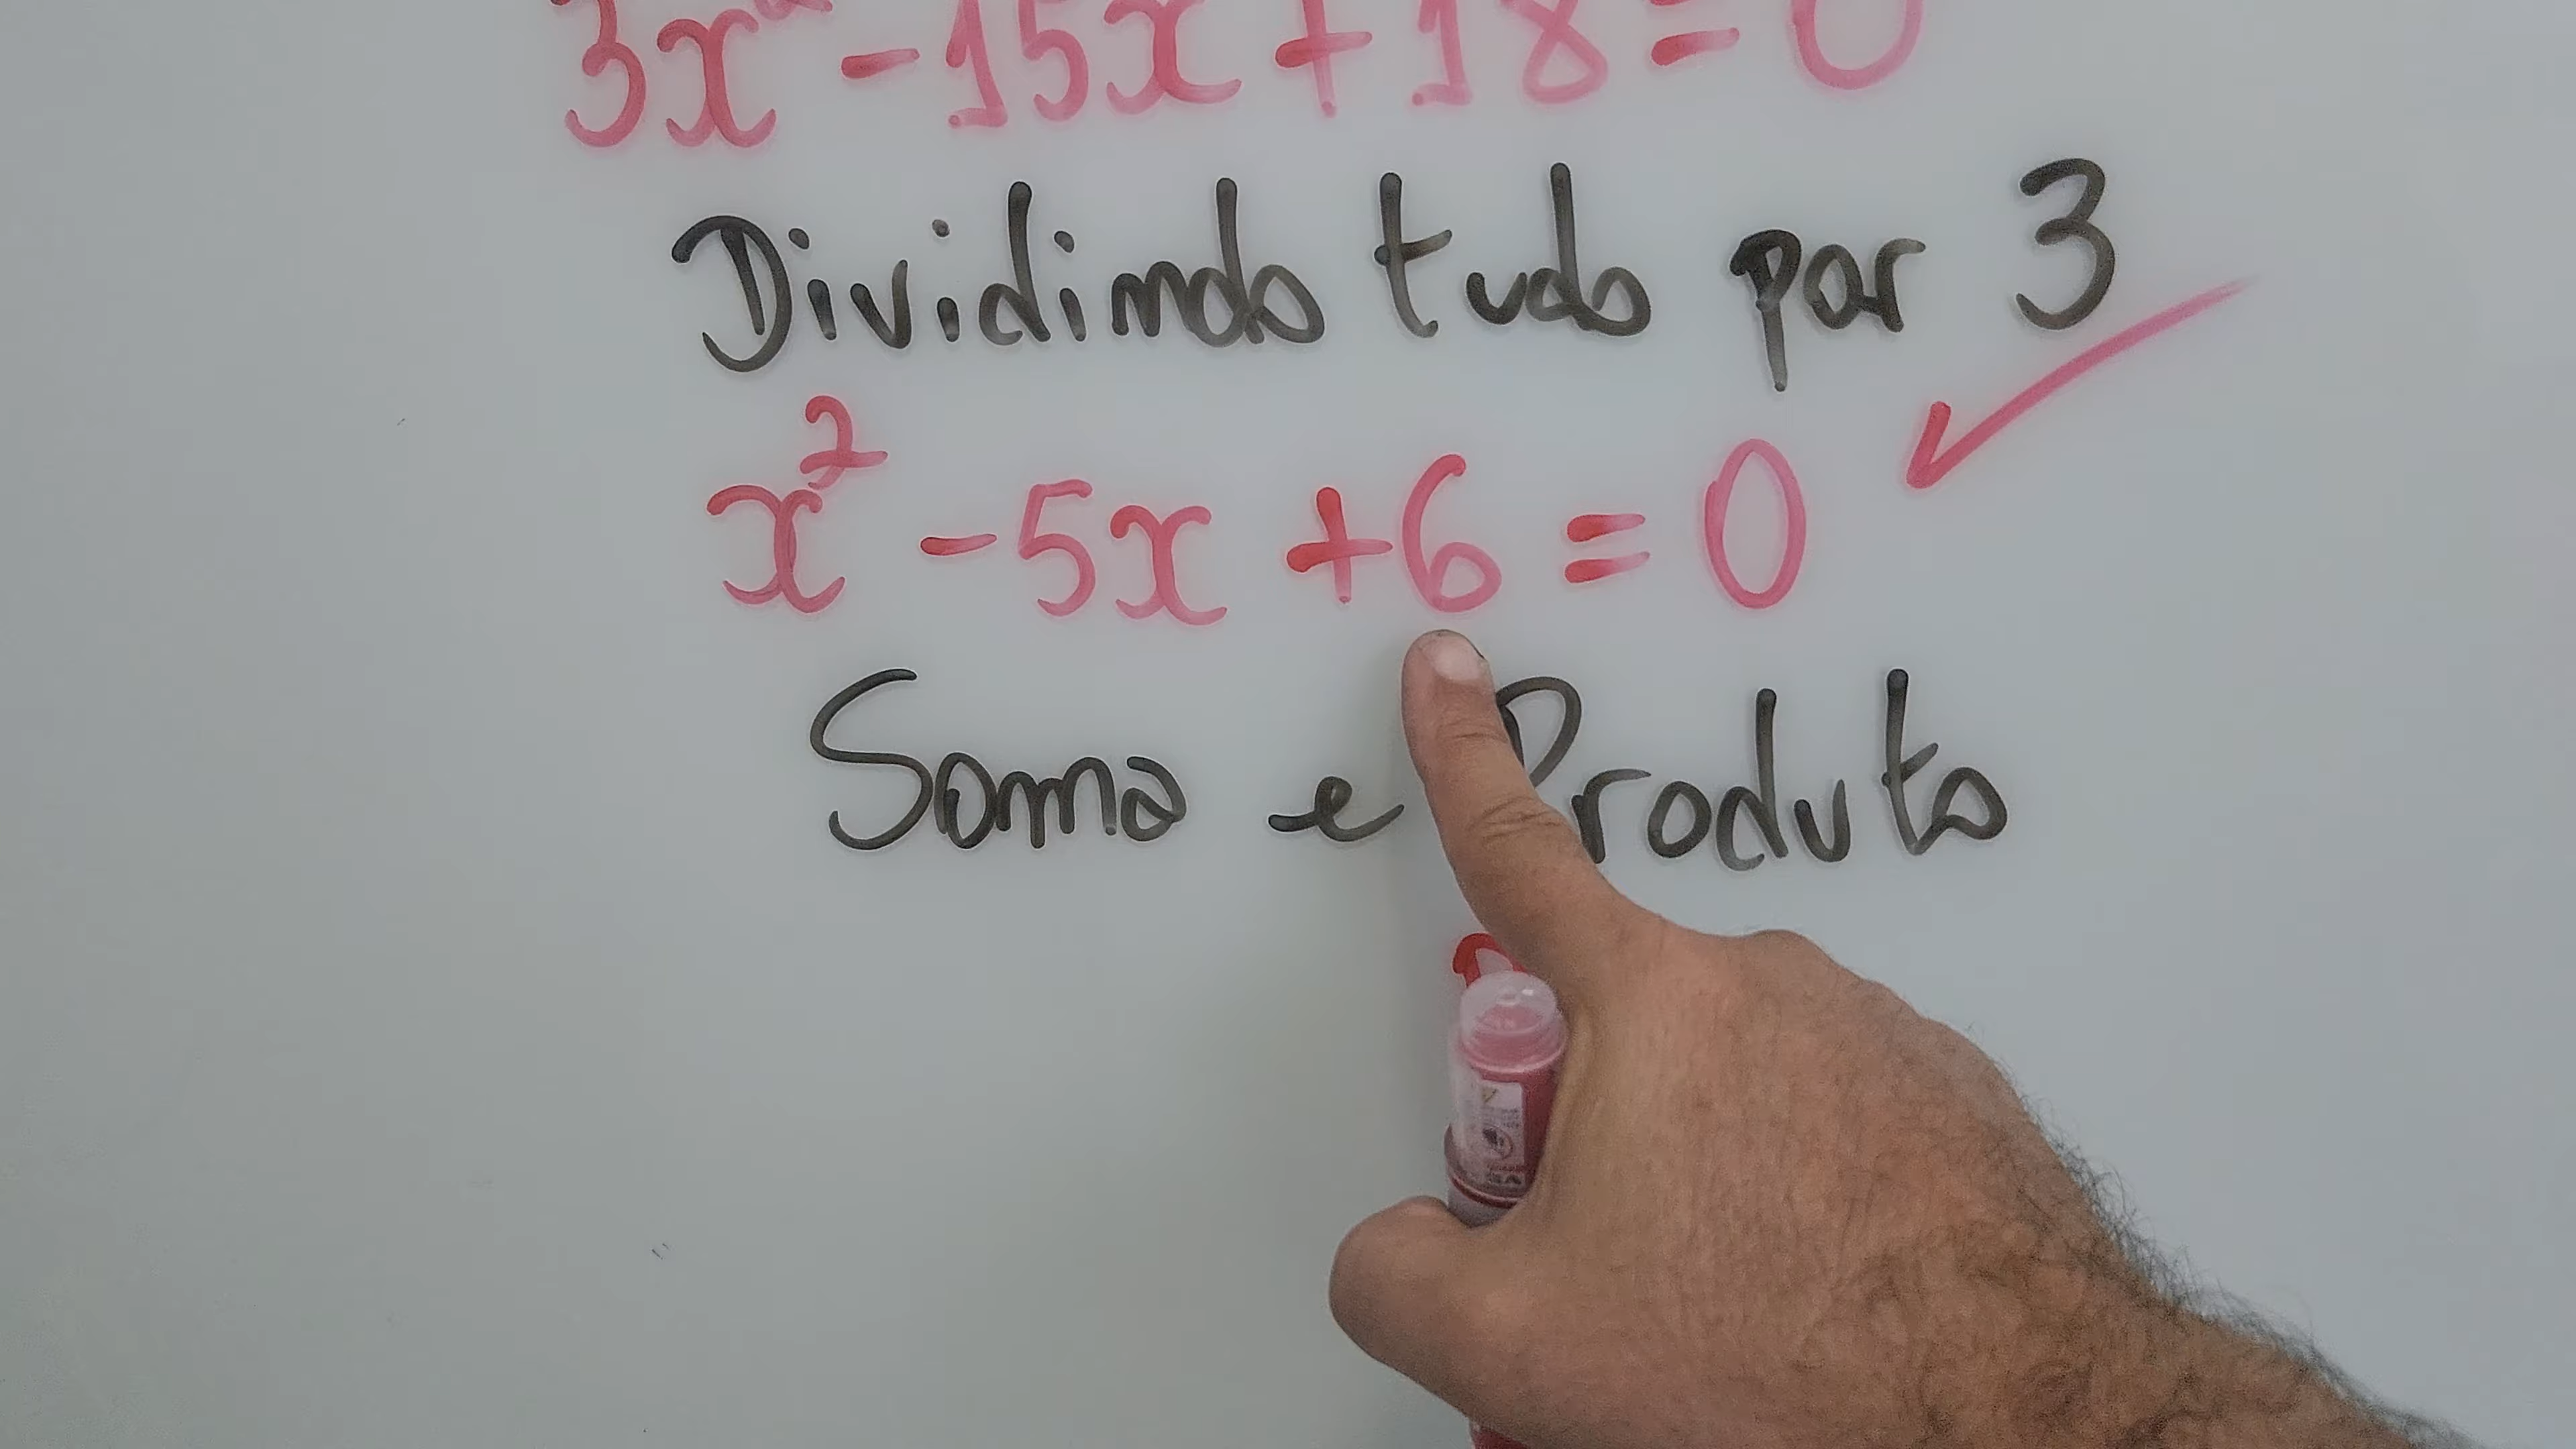 3x² - 15x + 18 = 0
Dividindo tudo por 3
x² - 5x + 6 = 0
Soma e Produto